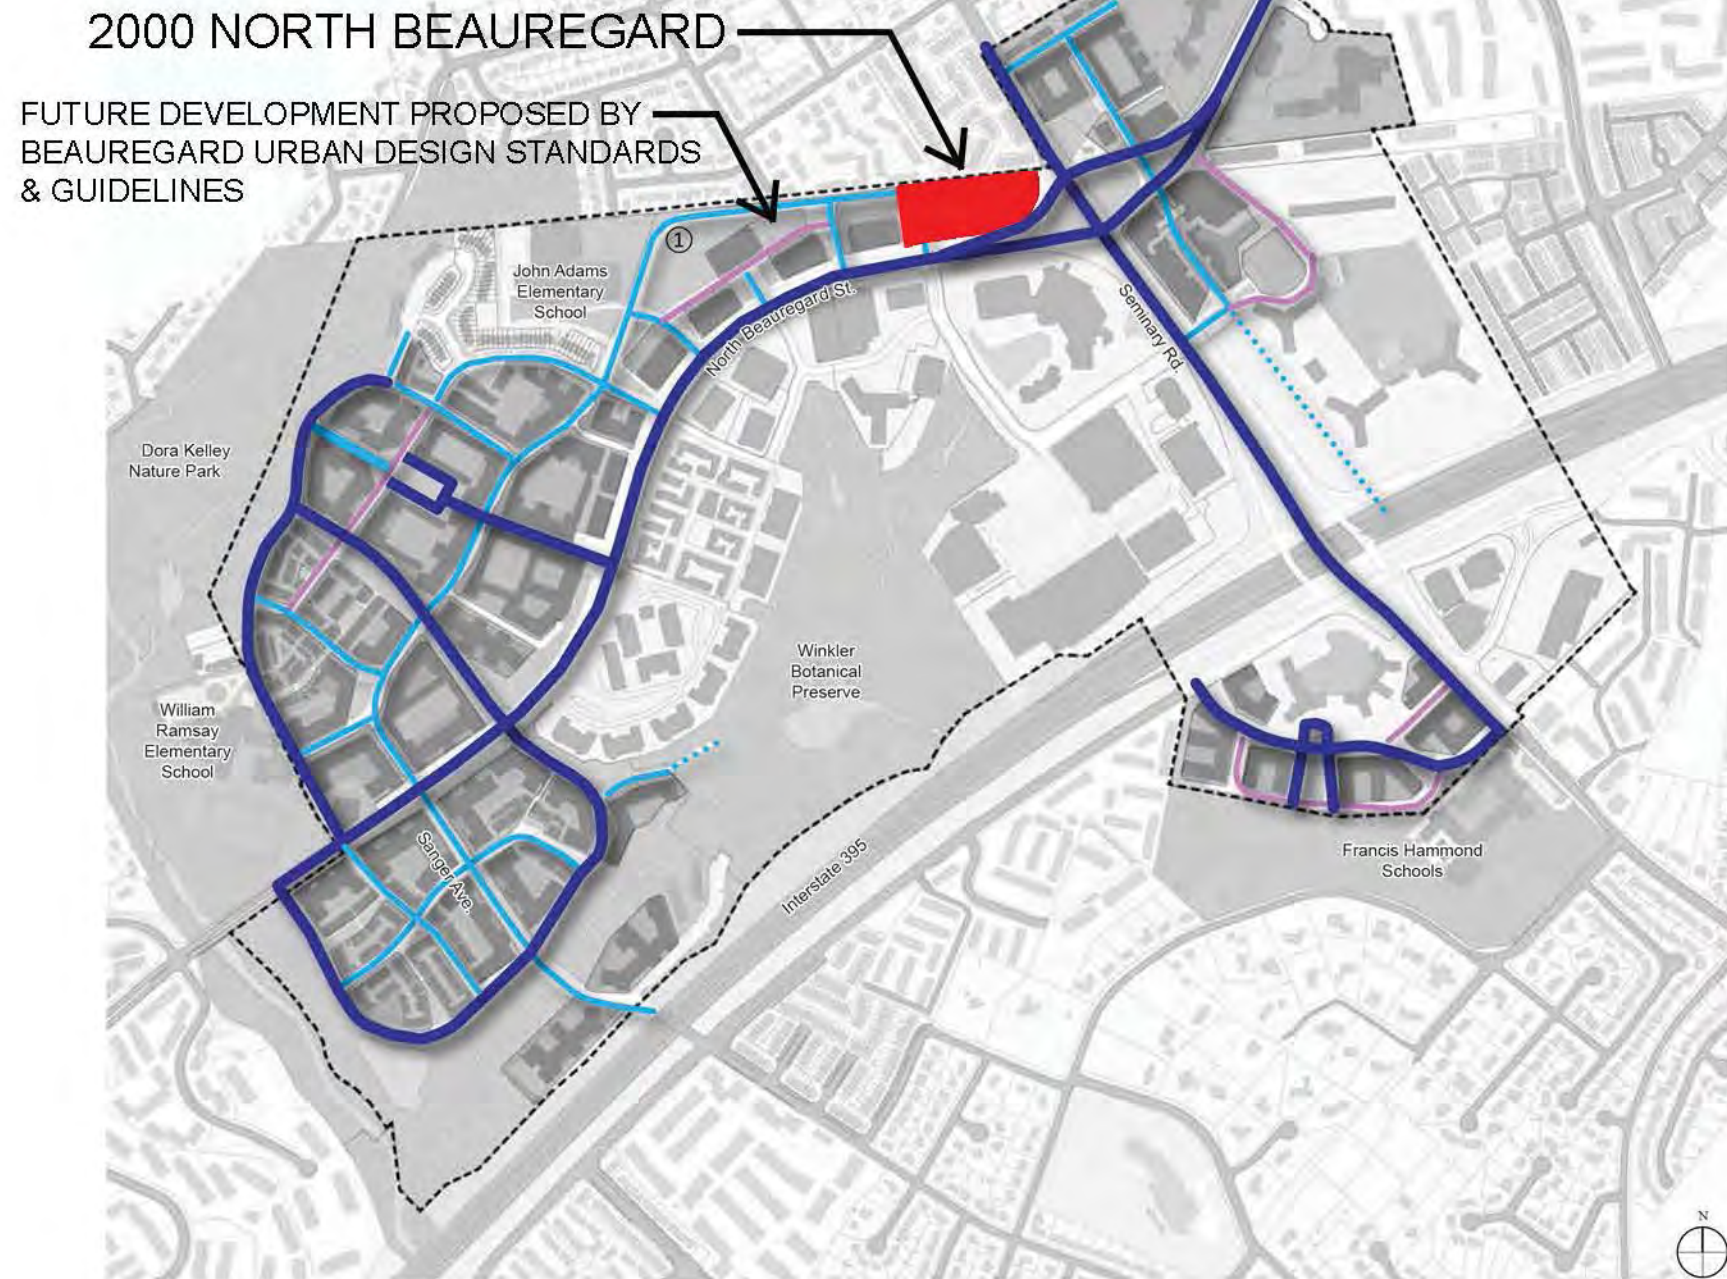 2000 NORTH BEAUREGARD
FUTURE DEVELOPMENT PROPOSED BY
BEAUREGARD URBAN DESIGN STANDARDS
& GUIDELINES
①
John Adams
Elementary
School
North Beauregard St.
Seminary Rd.
Dora Kelley
Nature Park
Winkler
Botanical
Preserve
William
Ramsay
Elementary
School
Sanger Ave.
Interstate 395
Francis Hammond
Schools
N